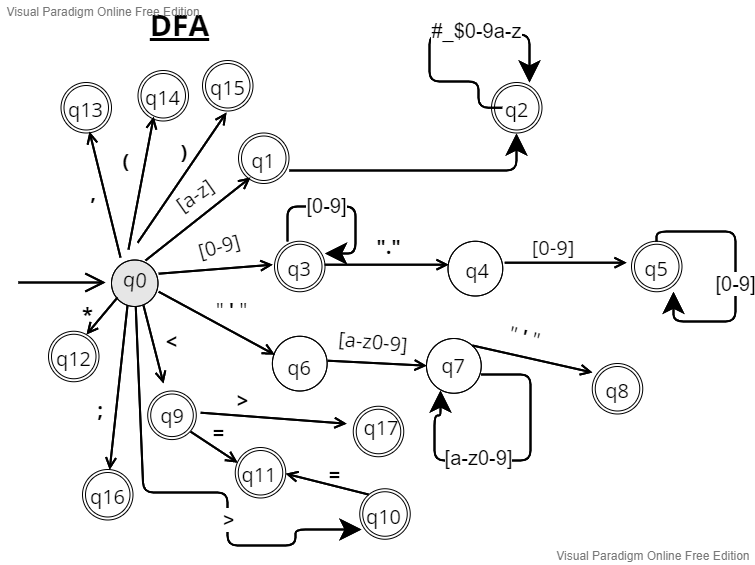 Visual Paradigm Online Free Edition
DFA
#_$0-9a-z
q13
q14
q15
q2
(
)
q1
,
[a-z]
[0-9]
[0-9]
"."
[0-9]
q0
q3
q4
q5
[0-9]
*
" ' "
q12
<
q6
[a-z0-9]
q7
" ' "
q8
;
q9
>
q17
=
[a-z0-9]
q11
=
q16
>
q10
Visual Paradigm Online Free Edition